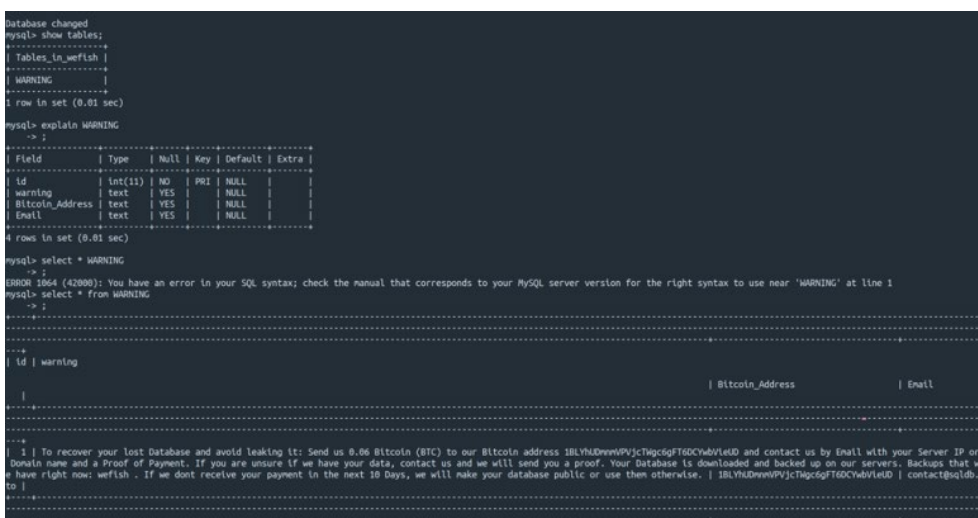 Database changed
mysql> show tables;
+------------------+
| Tables_in_wefish |
+------------------+
| WARNING |
+------------------+
1 row in set (0.01 sec)
mysql> explain WARNING
-> ;
+-----------------+---------+------+-----+---------+-------+
| Field | Type | Null | Key | Default | Extra |
+-----------------+---------+------+-----+---------+-------+
| id | int(11) | NO | PRI | NULL | |
| warning | text | YES | | NULL | |
| Bitcoin_Address | text | YES | | NULL | |
| Email | text | YES | | NULL | |
+-----------------+---------+------+-----+---------+-------+
4 rows in set (0.01 sec)
mysql> select * WARNING
-> ;
ERROR 1064 (42000): You have an error in your SQL syntax; check the manual that corresponds to your MySQL server version for the right syntax to use near 'WARNING' at line 1
mysql> select * from WARNING
-> ;
| id | warning
| Bitcoin_Address | Email
|
| 1 | To recover your lost Database and avoid leaking it: Send us 0.06 Bitcoin (BTC) to our Bitcoin address and contact us by Email with your Server IP or
Domain name and a Proof of Payment. If you are unsure if we have your data, contact us and we will send you a proof. Your Database is downloaded and backed up on our servers. Backups that w
e have right now: wefish . If we dont receive your payment in the next 10 Days, we will make your database public or use them otherwise. | | contact@sqldb.
to |